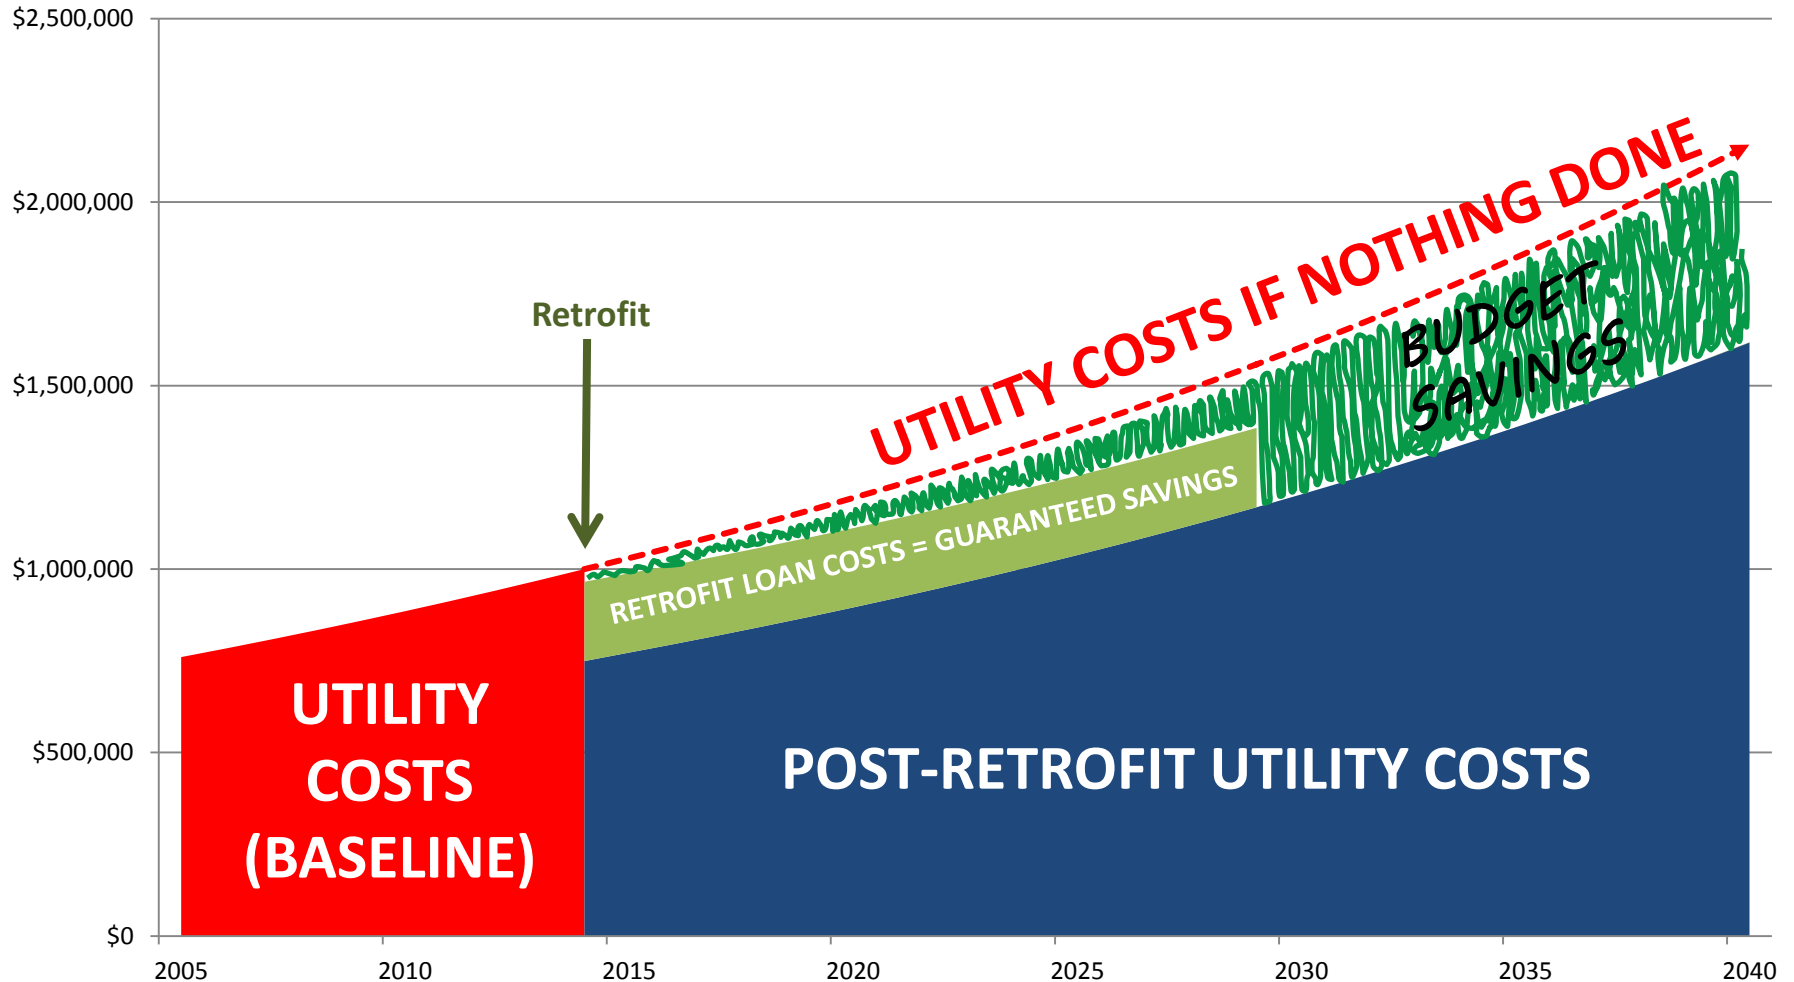 $2,500,000
$2,000,000
$1,500,000
$1,000,000
$500,000
$0
Retrofit
UTILITY COSTS IF NOTHING DONE
BUDGET
SAVINGS
RETROFIT LOAN COSTS = GUARANTEED SAVINGS
UTILITY
COSTS
(BASELINE)
POST-RETROFIT UTILITY COSTS
2005
2010
2015
2020
2025
2030
2035
2040